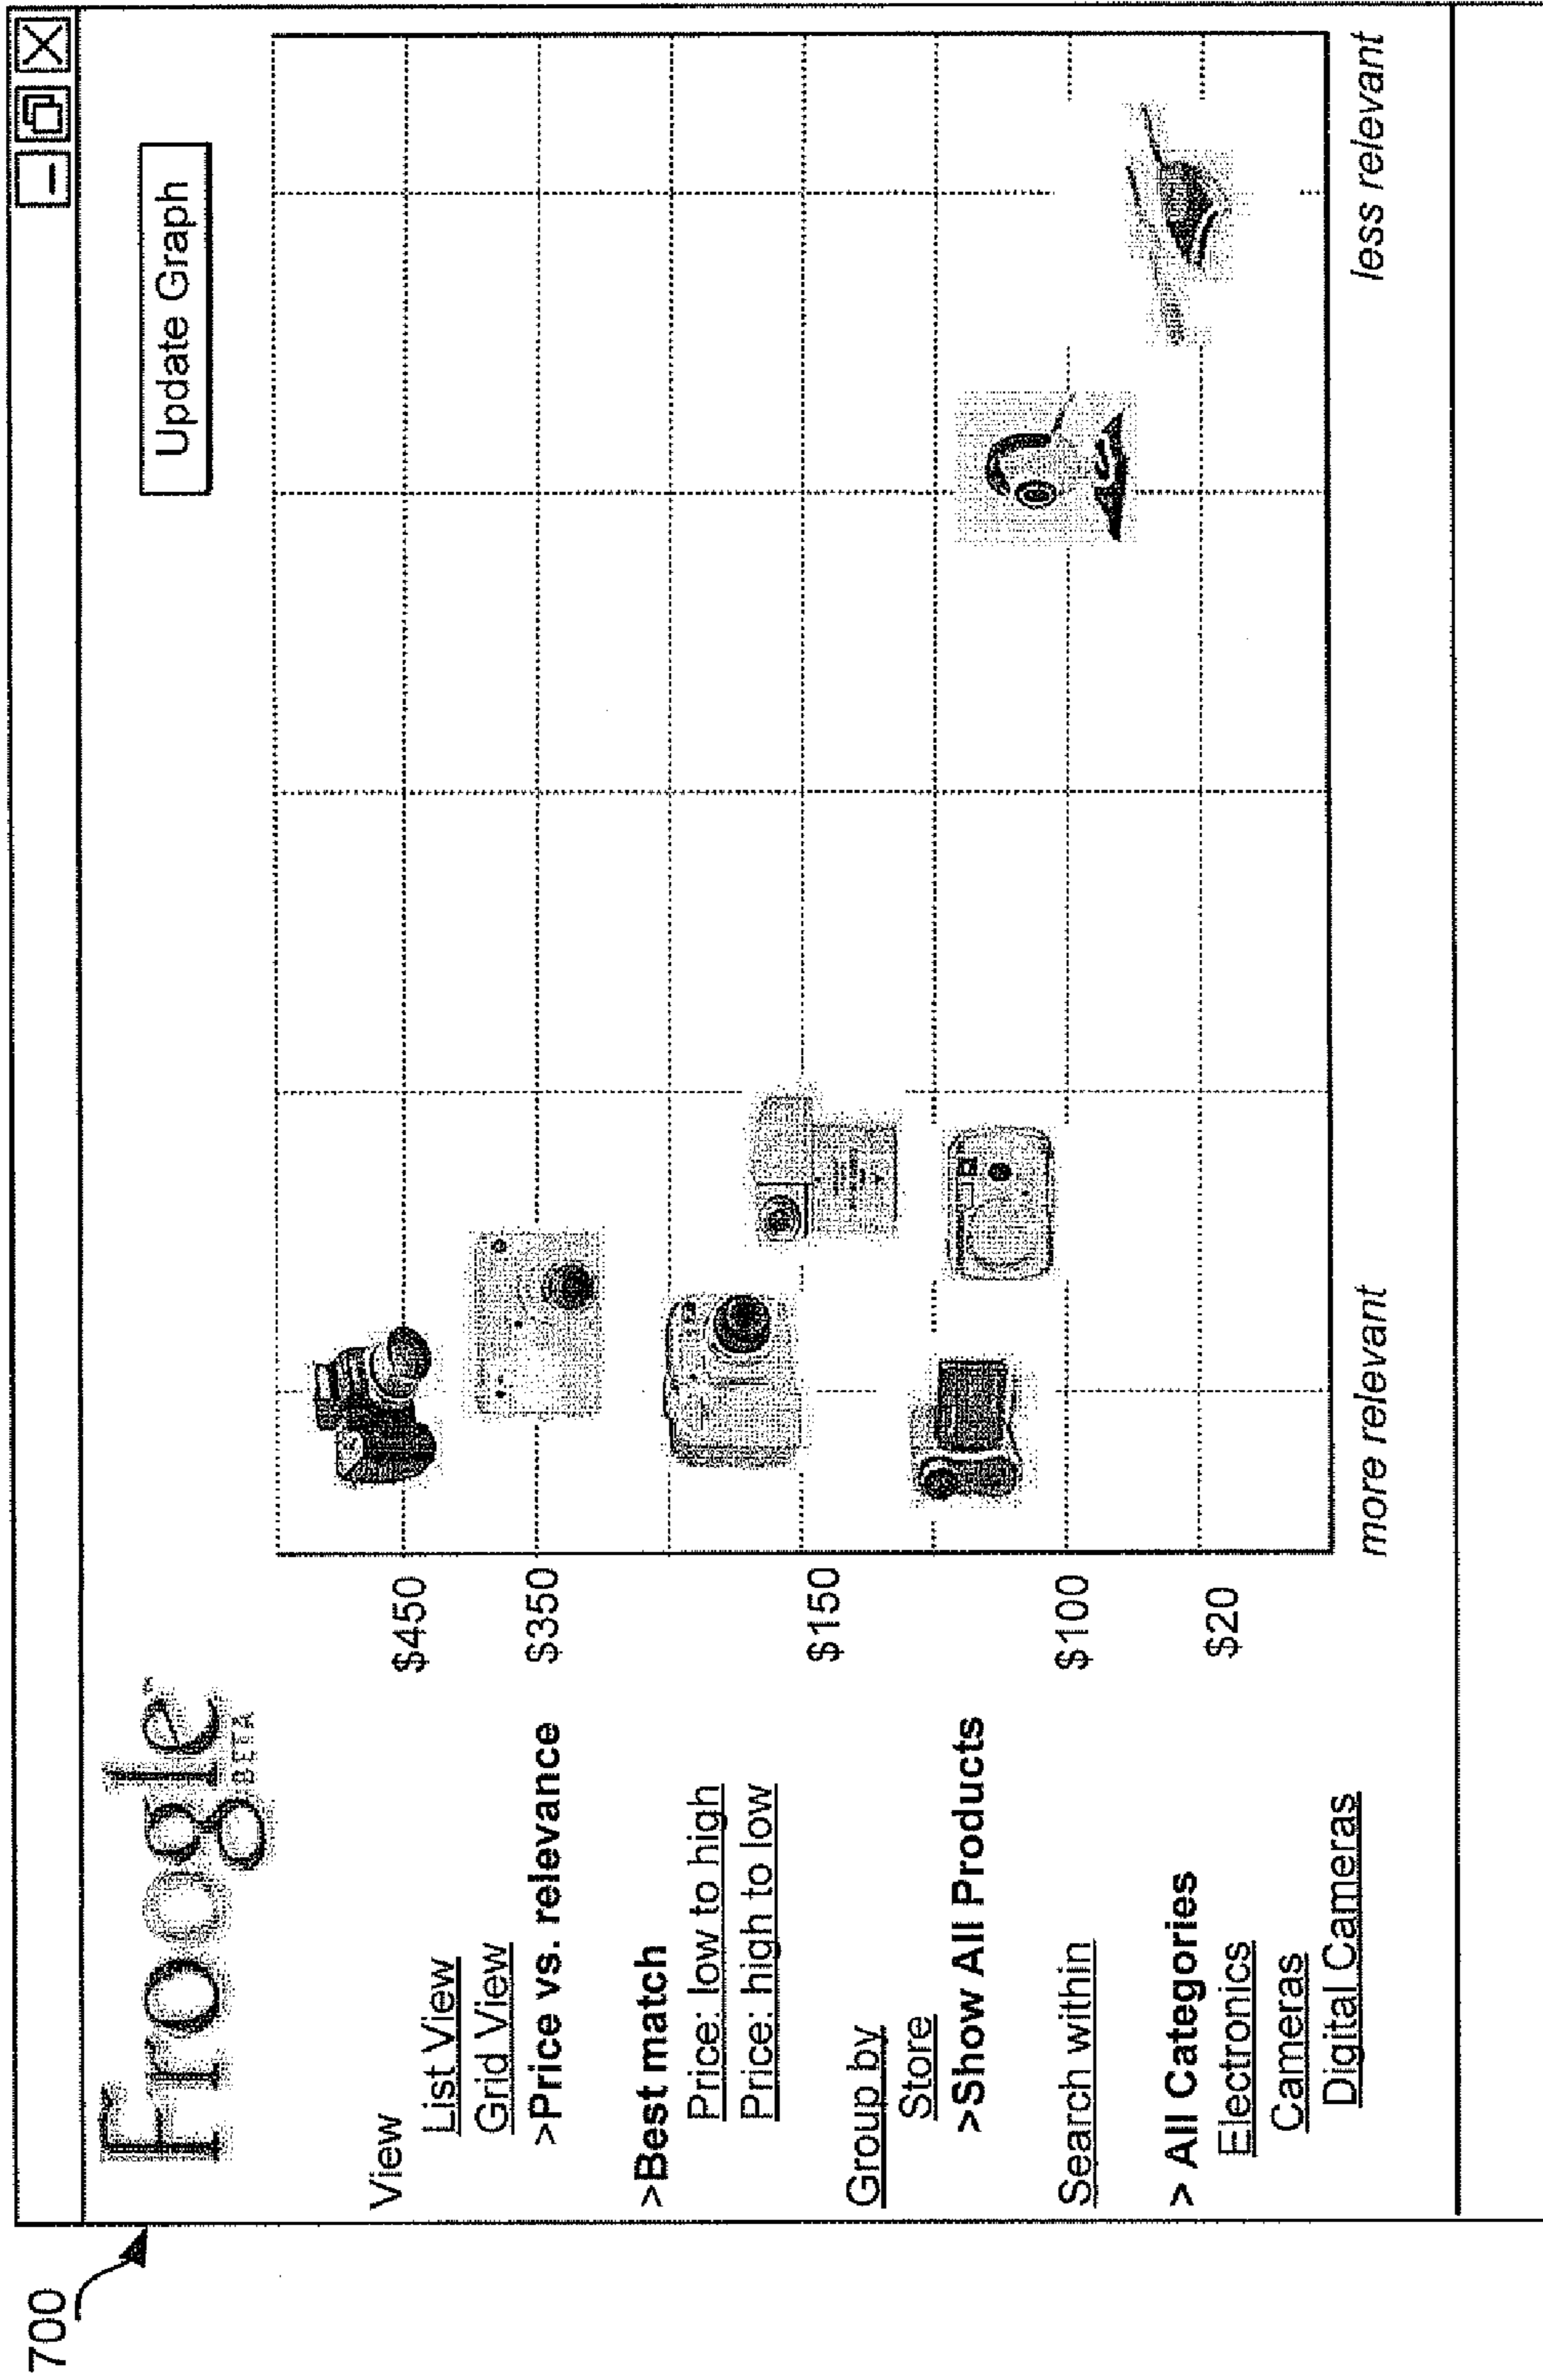 700
Froogle™
BETA
Update Graph
View
List View
Grid View
>Price vs. relevance
>Best match
Price: low to high
Price: high to low
Group by
Store
>Show All Products
Search within
> All Categories
Electronics
Cameras
Digital Cameras
$450
$350
$150
$100
$20
more relevant
less relevant